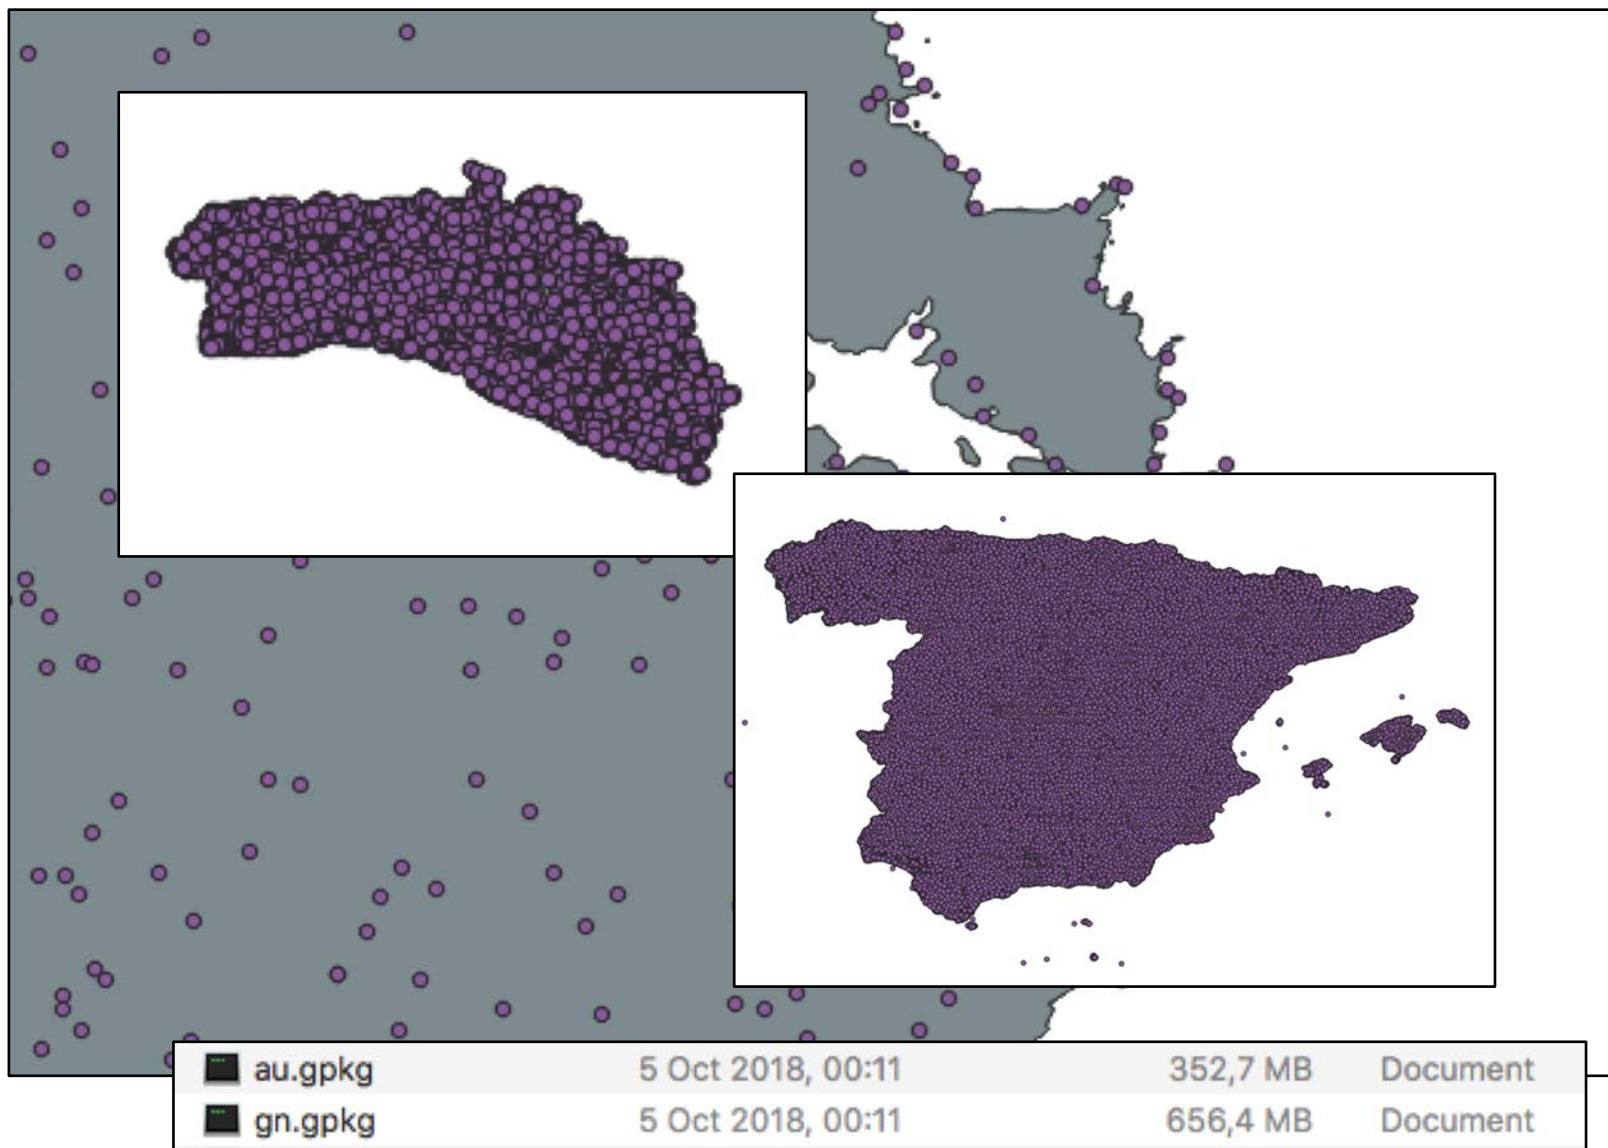 au.gpkg 5 Oct 2018, 00:11 352,7 MB Document
gn.gpkg 5 Oct 2018, 00:11 656,4 MB Document